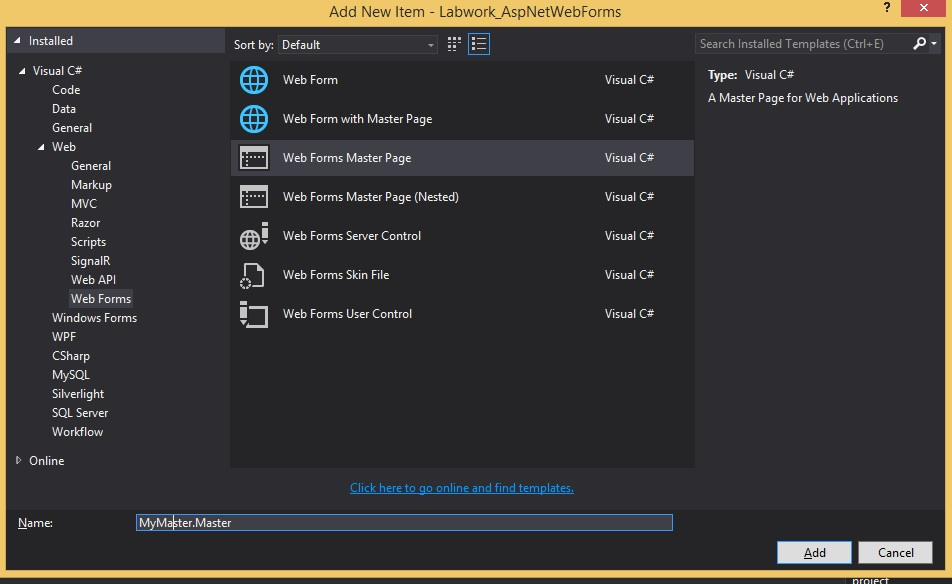 Add New Item - Labwork_AspNetWebForms
?
Installed
Sort by: Default
Search Installed Templates (Ctrl+E)
Visual C#
Code
Data
General
Web
General
Markup
MVC
Razor
Scripts
SignalR
Web API
Web Forms
Windows Forms
WPF
CSharp
MySQL
Silverlight
SQL Server
Workflow
Online
Web Form Visual C#
Web Form with Master Page Visual C#
Web Forms Master Page Visual C#
Web Forms Master Page (Nested) Visual C#
Web Forms Server Control Visual C#
Web Forms Skin File Visual C#
Web Forms User Control Visual C#
Type: Visual C#
A Master Page for Web Applications
Click here to go online and find templates.
Name: MyMaster.Master
Add Cancel
project